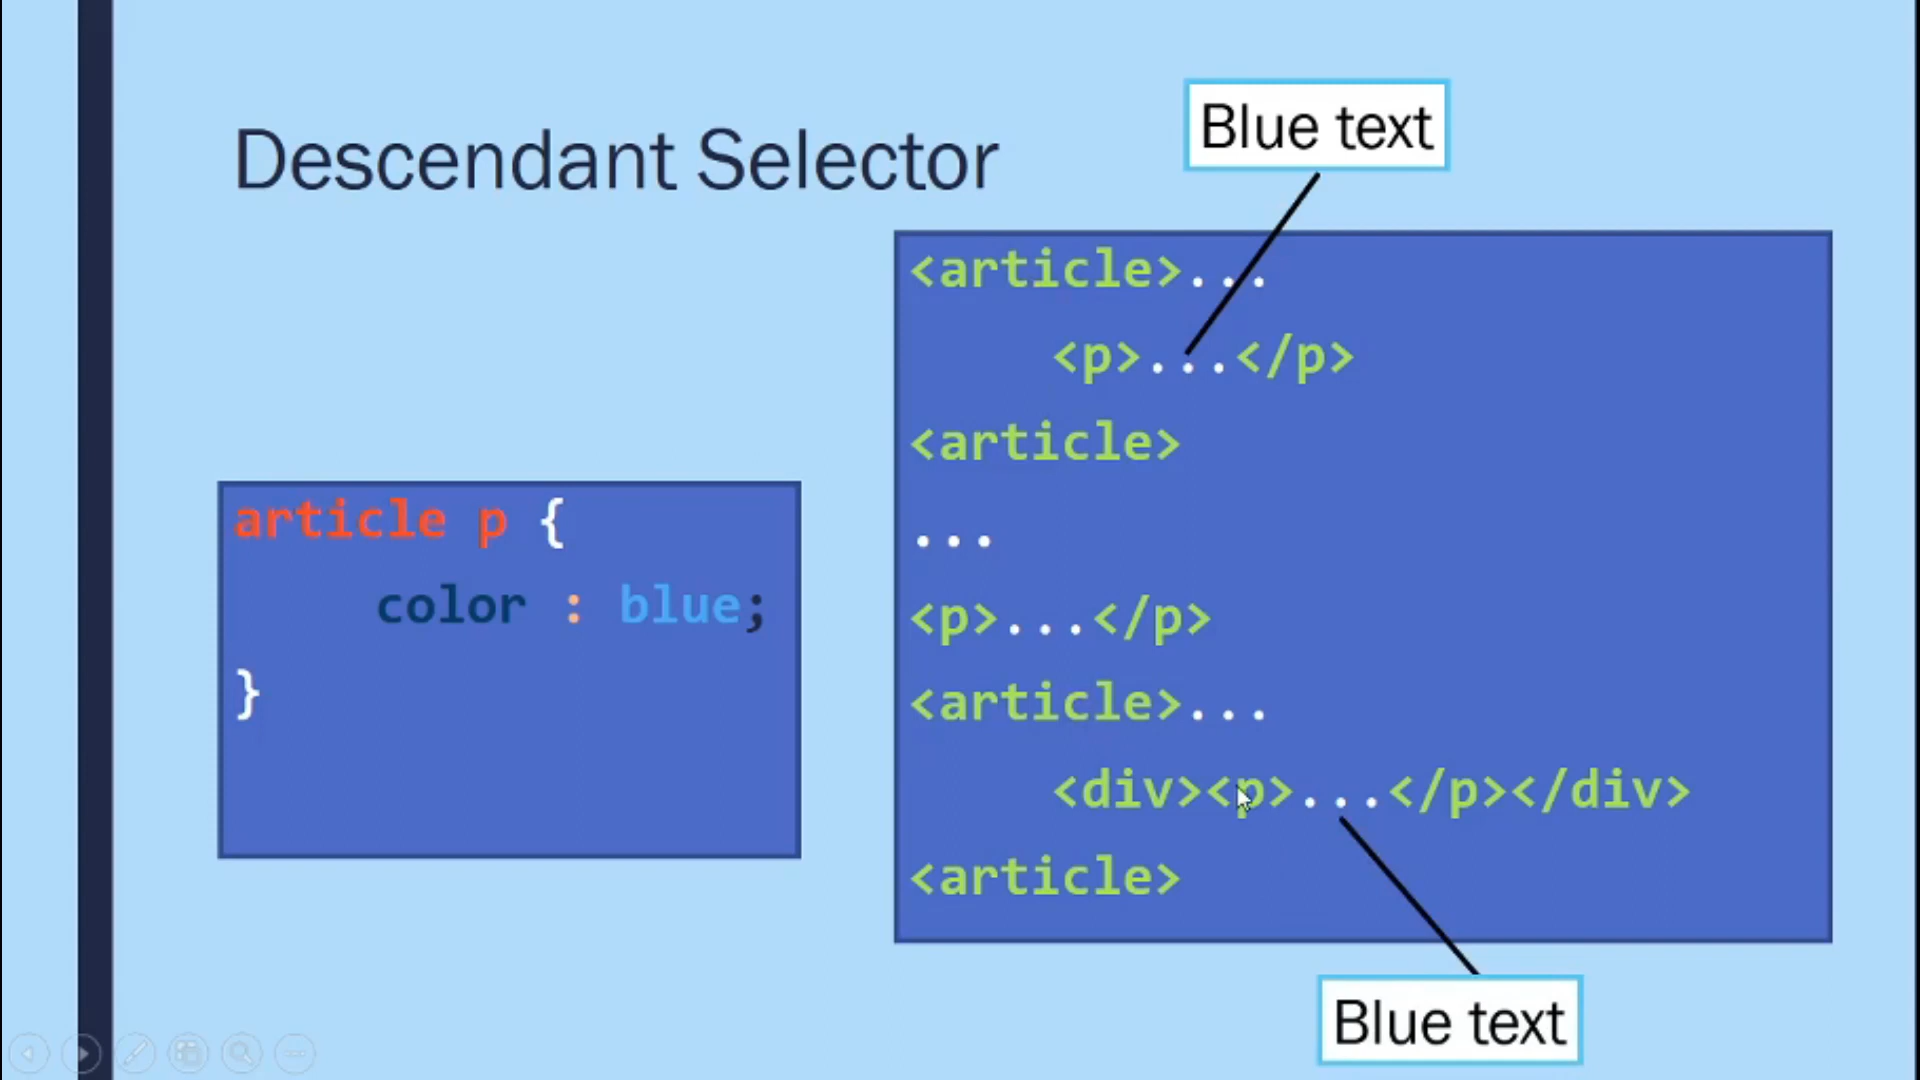 Descendant Selector
Blue text
article p {
color : blue;
}
<article>...
<p>...</p>
<article>
...
<p>...</p>
<article>...
<div><p>...</p></div>
<article>
Blue text